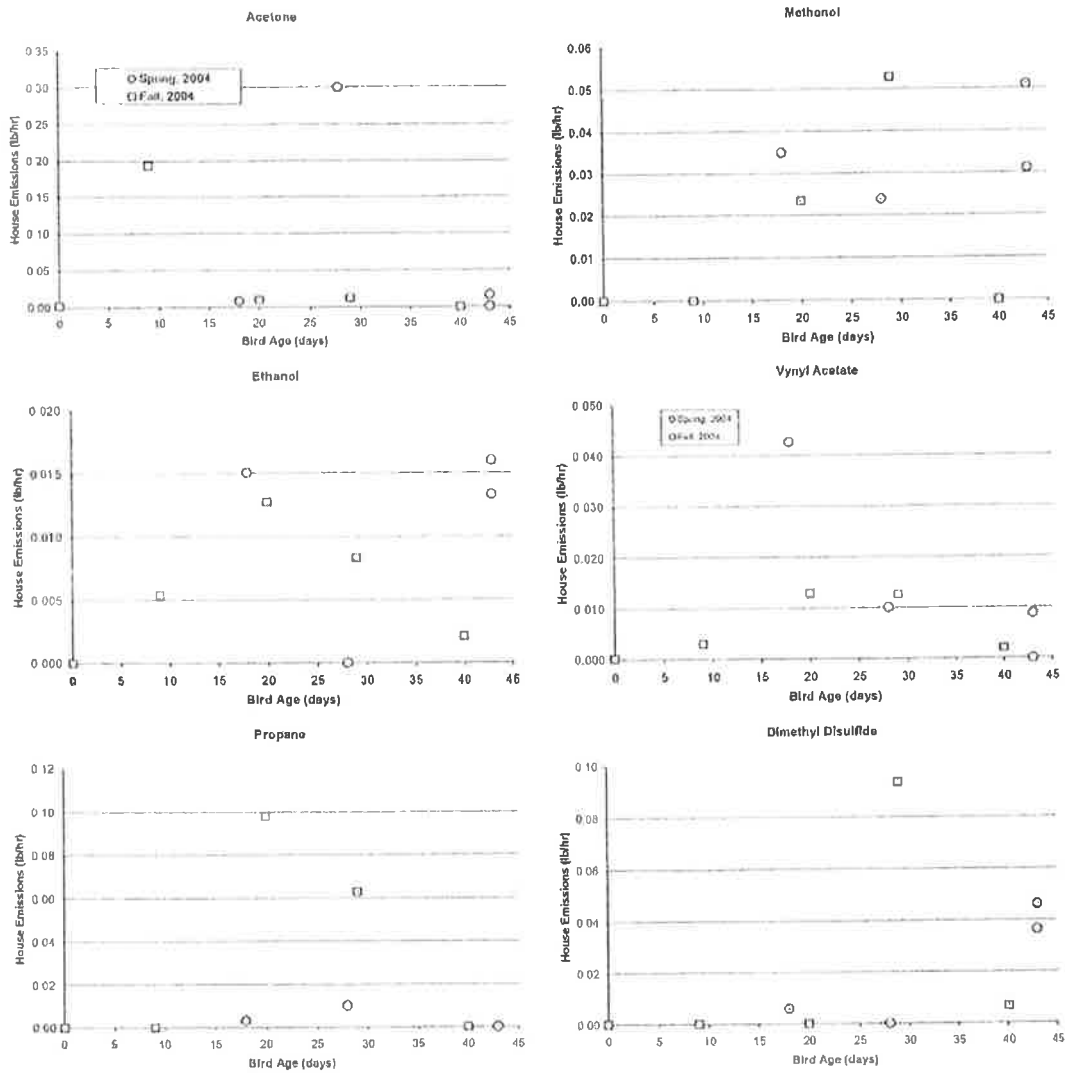 Acetone
House Emissions (lb/hr)
0.35
0.30
0.25
0.20
0.15
0.10
0.05
0.00
O Spring, 2004
□ Fall, 2004
0 5 10 15 20 25 30 35 40 45
Bird Age (days)
Methanol
House Emissions (lb/hr)
0.06
0.05
0.04
0.03
0.02
0.01
0.00
0 5 10 15 20 25 30 35 40 45
Bird Age (days)
Ethanol
House Emissions (lb/hr)
0.020
0.015
0.010
0.005
0.000
0 5 10 15 20 25 30 35 40 45
Bird Age (days)
Vynyl Acetate
House Emissions (lb/hr)
0.050
0.040
0.030
0.020
0.010
0.000
O Spring, 2004
□ Fall, 2004
0 5 10 15 20 25 30 35 40 45
Bird Age (days)
Propane
House Emissions (lb/hr)
0.12
0.10
0.08
0.06
0.04
0.02
0.00
0 5 10 15 20 25 30 35 40 45
Bird Age (days)
Dimethyl Disulfide
House Emissions (lb/hr)
0.10
0.08
0.06
0.04
0.02
0.00
0 5 10 15 20 25 30 35 40 45
Bird Age (days)